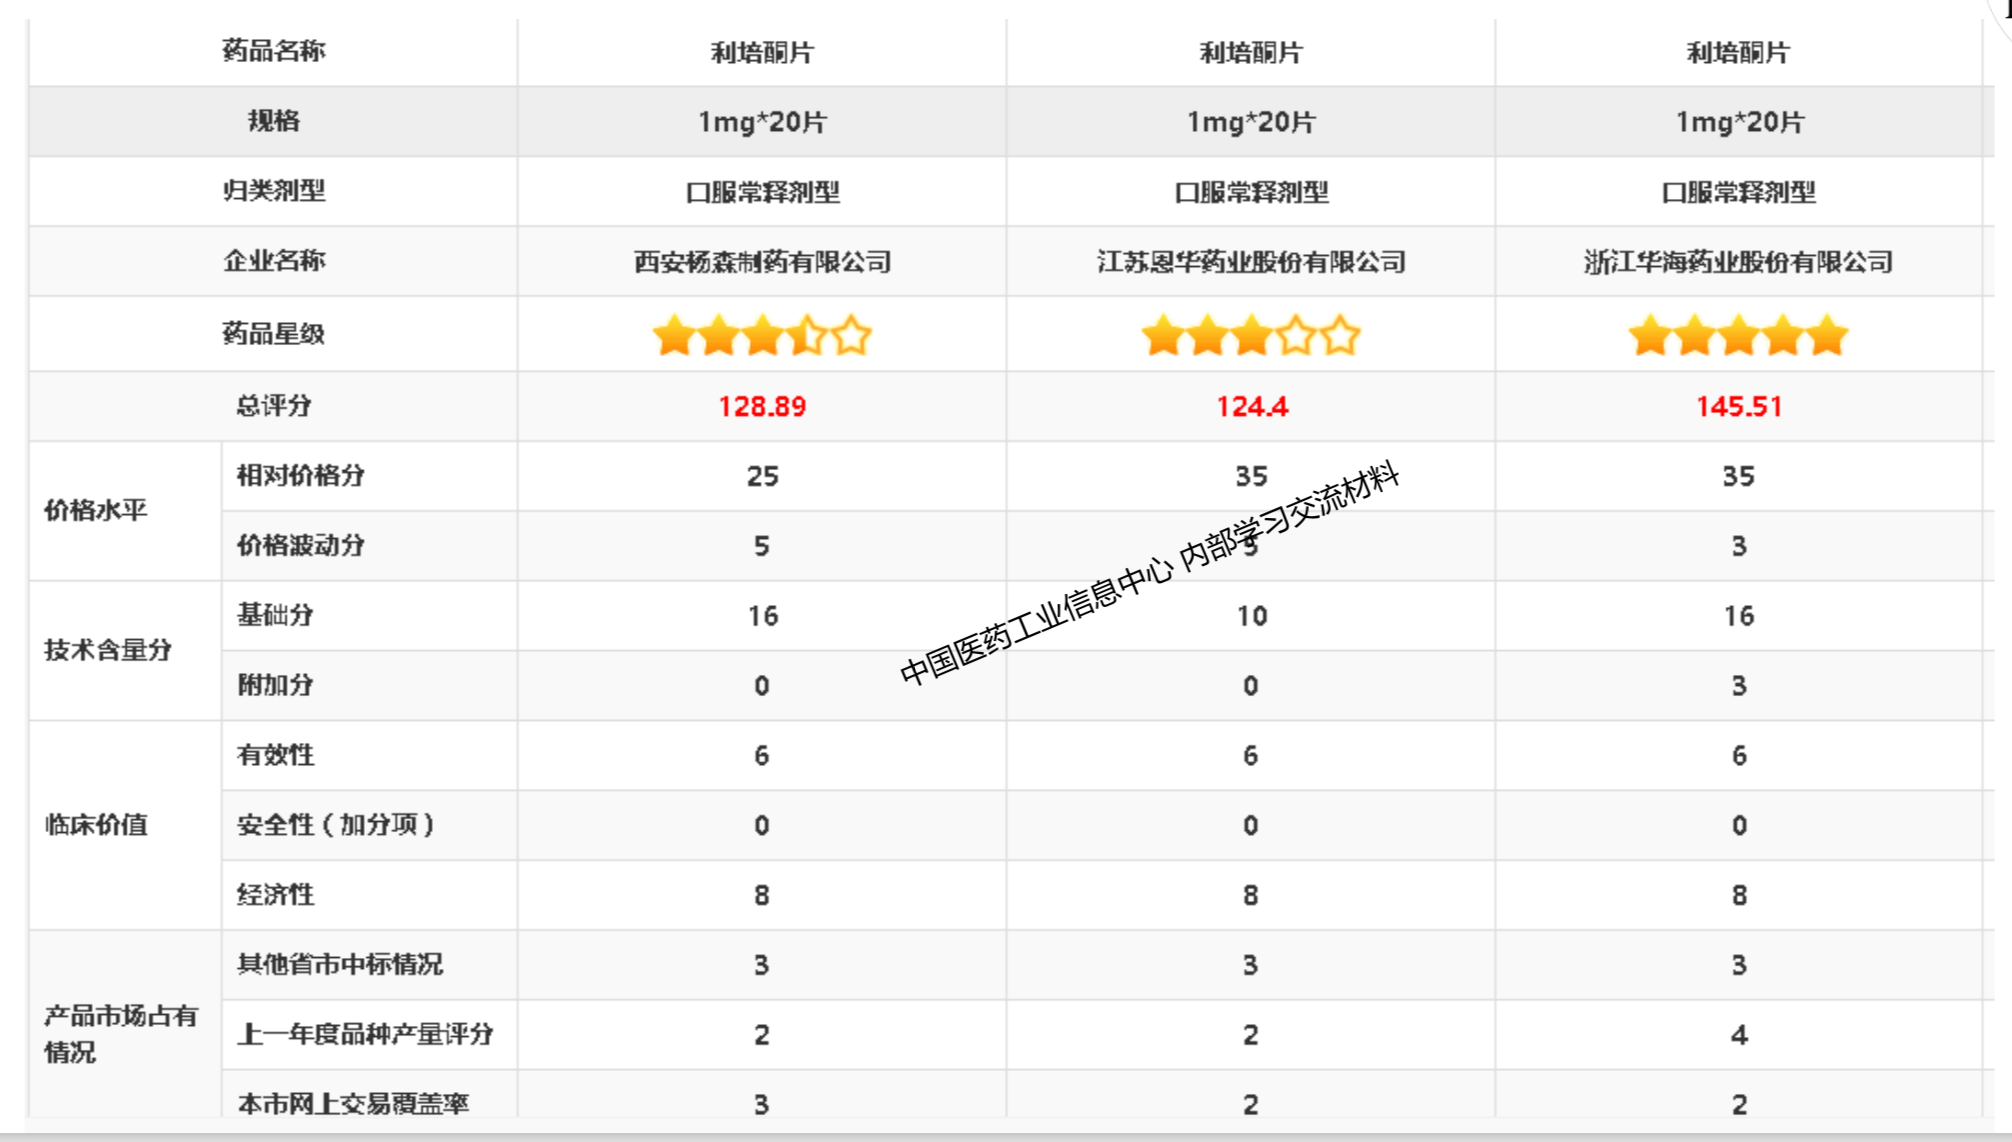 药品名称 利培酮片 利培酮片 利培酮片
规格 1mg*20片 1mg*20片 1mg*20片
归类剂型 口服常释剂型 口服常释剂型 口服常释剂型
企业名称 西安杨森制药有限公司 江苏恩华药业股份有限公司 浙江华海药业股份有限公司
药品星级
总评分 128.89 124.4 145.51
价格水平
相对价格分 25 35 35
价格波动分 5 5 3
技术含量分
基础分 16 10 16
附加分 0 0 3
临床价值
有效性 6 6 6
安全性（加分项） 0 0 0
经济性 8 8 8
产品市场占有
情况
其他省市中标情况 3 3 3
上一年度品种产量评分 2 2 4
本市网上交易覆盖率 3 2 2
中国医药工业信息中心 内部学习交流材料